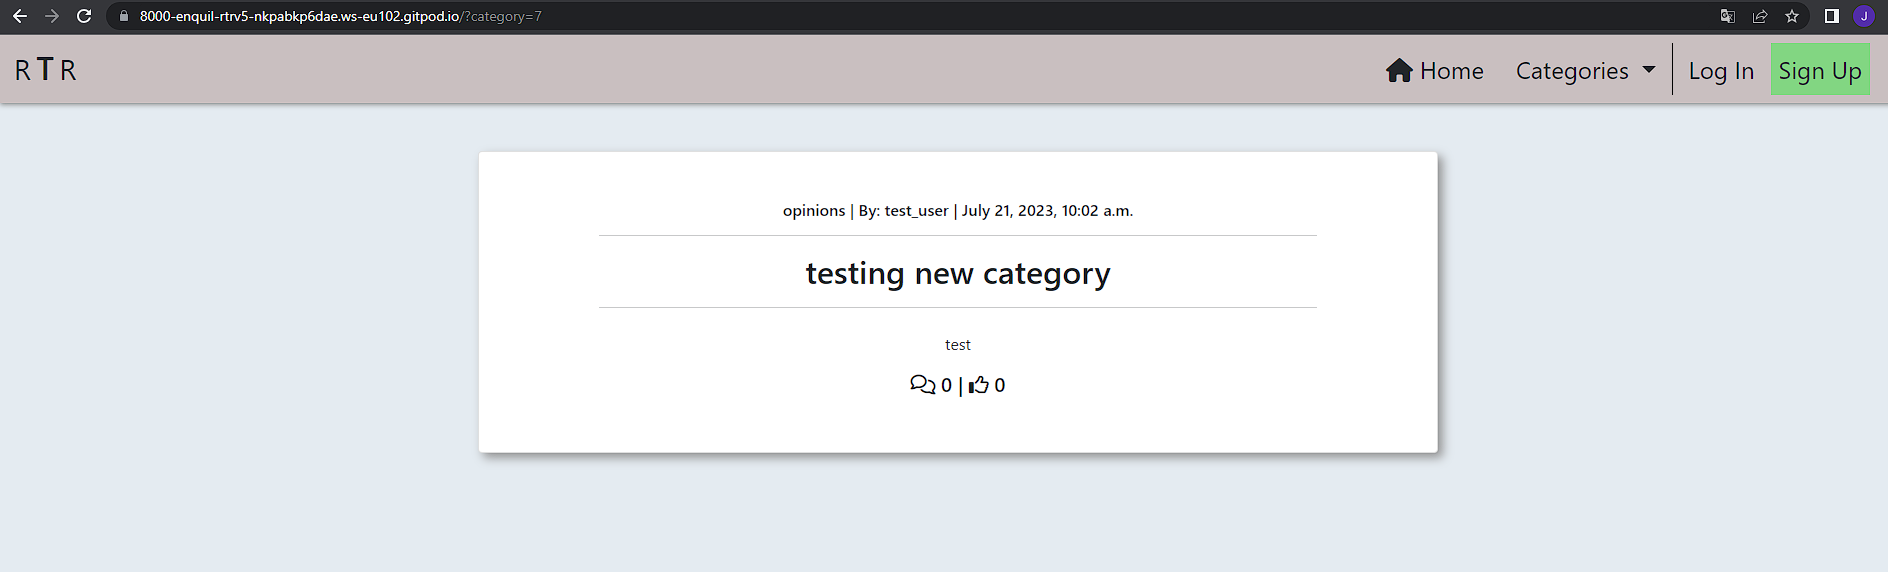 8000-enquil-rtrv5-nkpabkp6dae.ws-eu102.gitpod.io/?category=7
J
R T R
Home
Categories
Log In
Sign Up
opinions | By: test_user | July 21, 2023, 10:02 a.m.
testing new category
test
0 | 0